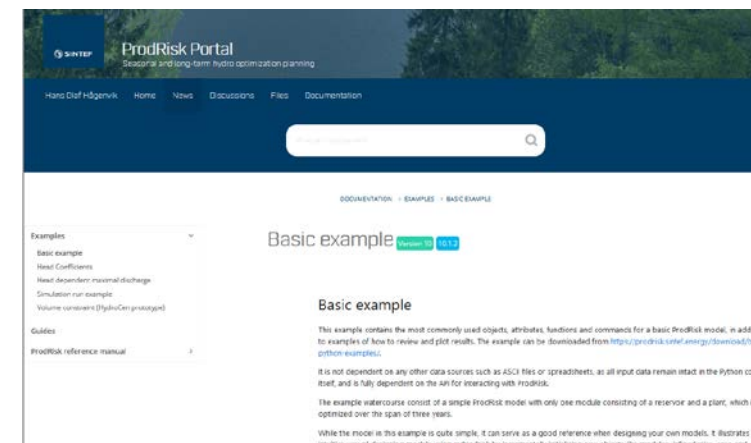 SINTEF
ProdRisk Portal
Seasonal and long-term hydro optimization planning
Hans Olaf Hågenvik Home News Discussions Files Documentation
DOCUMENTATION EXAMPLES BASIC EXAMPLE
Examples
Basic example
Head Coefficients
Head dependent maximal discharge
Simulation run example
Volume constraint (HydroCen prototype)
Guides
ProdRisk reference manual
Basic example Version 10 10.1.2
Basic example
This example contains the most commonly used objects, attributes, functions and commands for a basic ProdRisk model, in add
to examples of how to review and plot results. The example can be downloaded from https://prodrisk.sintef.energy/download/
python-examples/.
It is not dependent on any other data sources such as ASCII files or spreadsheets, as all input data remain intact in the Python co
itself, and is fully dependent on the API for interacting with ProdRisk.
The example watercourse consist of a simple ProdRisk model with only one module consisting of a reservoir and a plant, which
optimized over the span of three years.
While the model in this example is quite simple, it can serve as a good reference when designing your own models. It illustrates